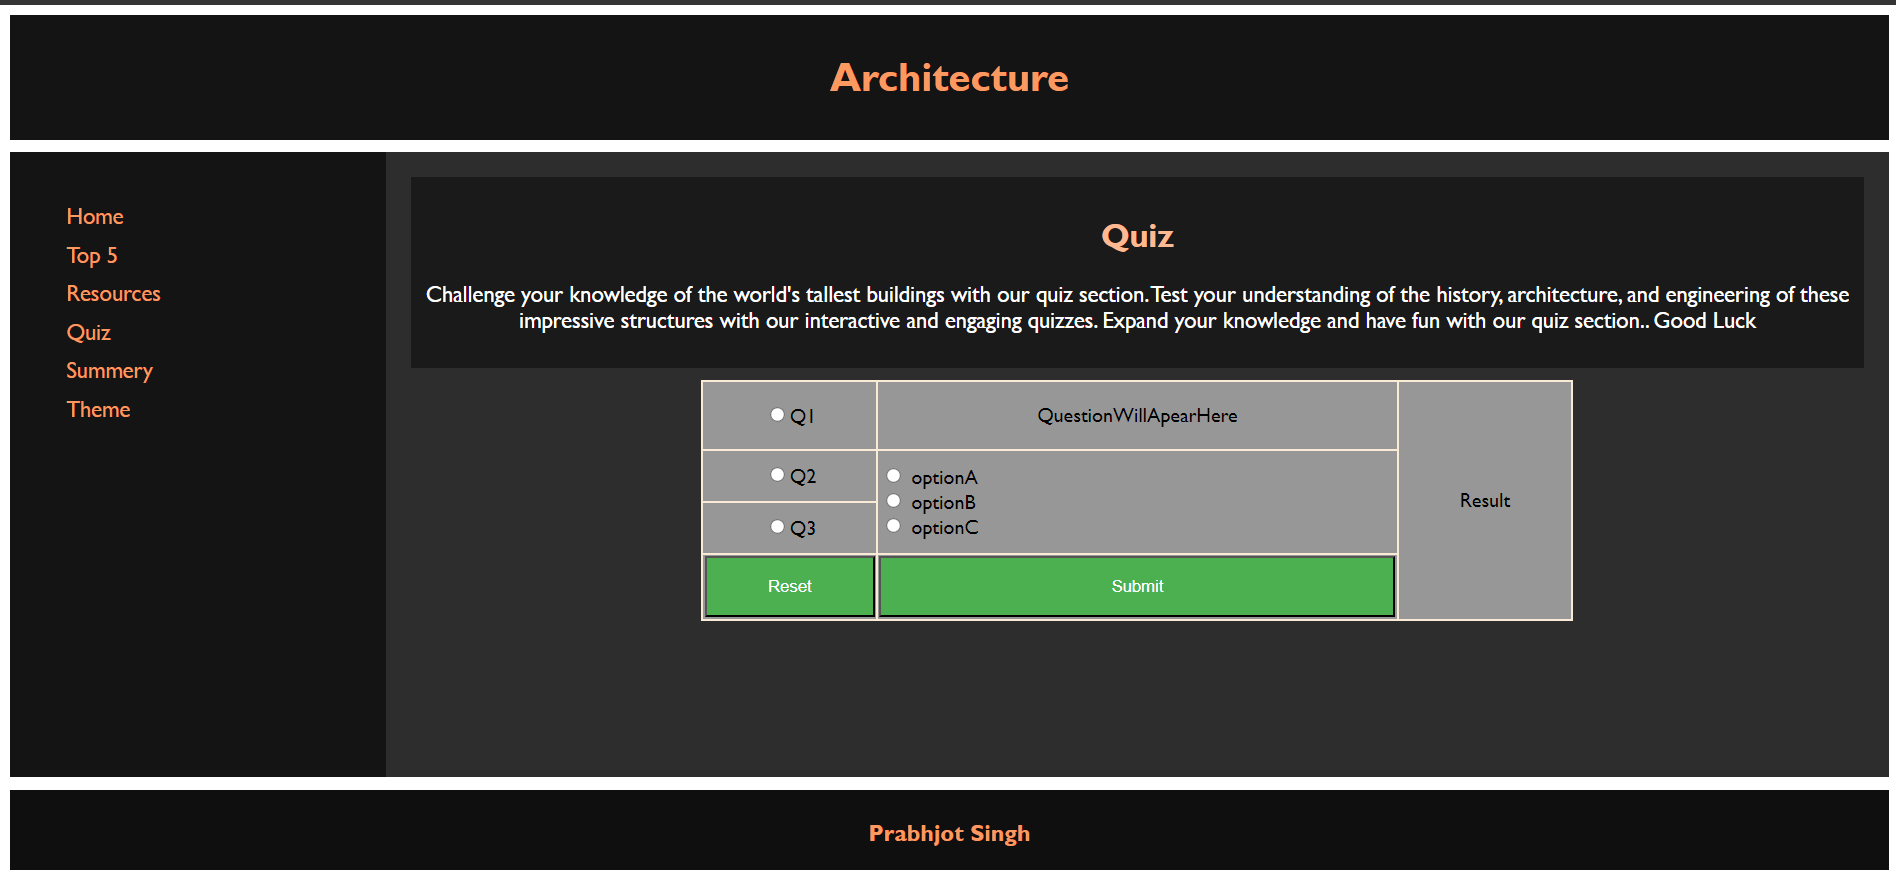 Architecture
Home
Top 5
Resources
Quiz
Summery
Theme
Quiz
Challenge your knowledge of the world's tallest buildings with our quiz section. Test your understanding of the history, architecture, and engineering of these
impressive structures with our interactive and engaging quizzes. Expand your knowledge and have fun with our quiz section.. Good Luck
Q1
QuestionWillApearHere
Q2
Q3
optionA
optionB
optionC
Result
Reset
Submit
Prabhjot Singh